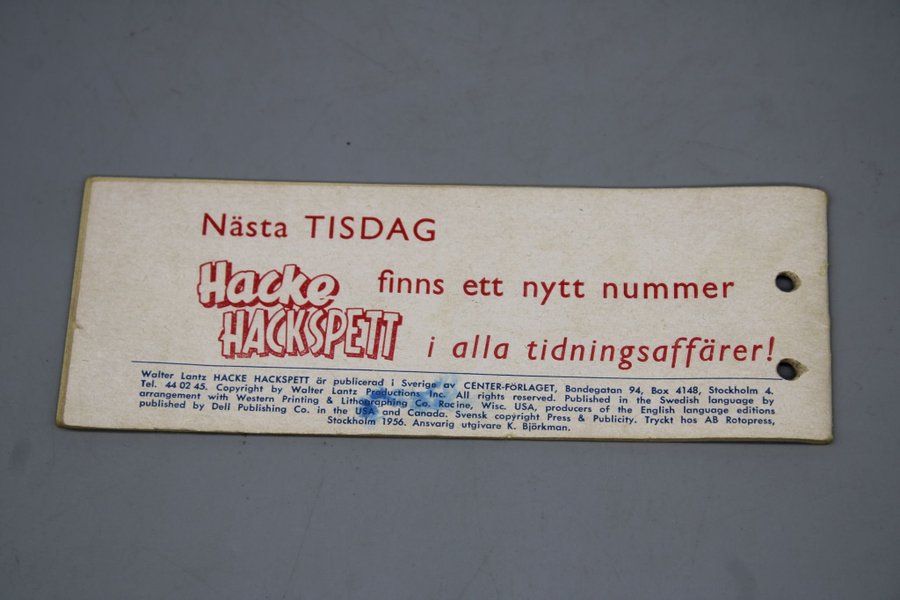 Nästa TISDAG
Hacke HACKSPETT finns ett nytt nummer
i alla tidningsaffärer!
Walter Lantz HACKE HACKSPETT är publicerad i Sverige av CENTER-FÖRLAGET, Bondegatan 94, Box 4148, Stockholm 4.
Tel. 44 02 45. Copyright by Walter Lantz Productions Inc. All rights reserved. Published in the Swedish language by
arrangement with Western Printing & Lithographing Co. Racine, Wisc. USA, producers of the English language editions
published by Dell Publishing Co. in the USA and Canada. Svensk copyright Press & Publicity. Tryckt hos AB Rotopress,
Stockholm 1956. Ansvarig utgivare K. Björkman.